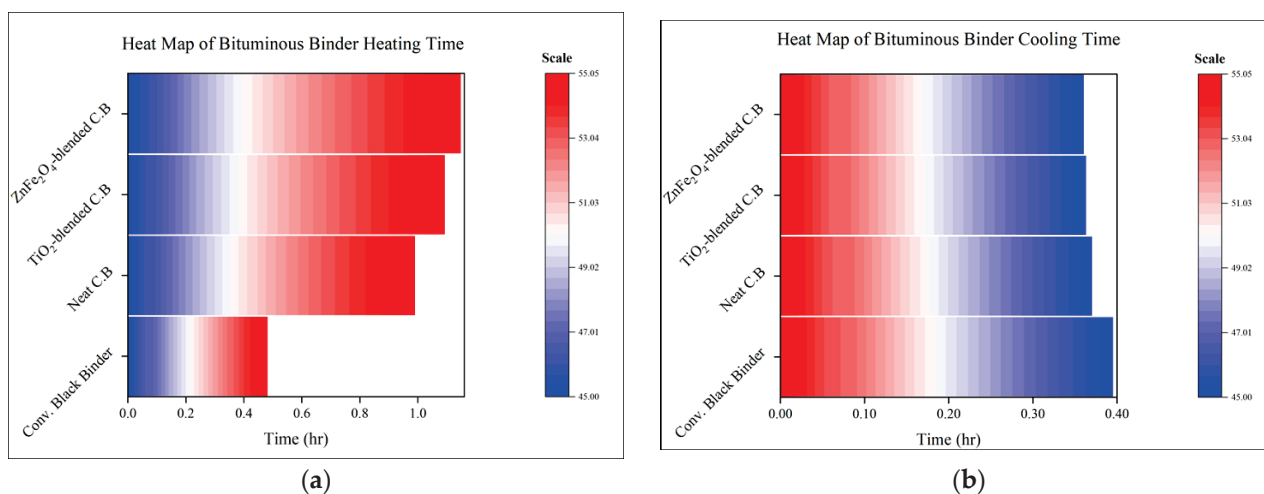 Heat Map of Bituminous Binder Heating Time
Scale
ZnFe₂O₄-blended C.B
TiO₂-blended C.B
Neat C.B
Conv. Black Binder
55.05
53.04
51.03
49.02
47.01
45.00
0.0 0.2 0.4 0.6 0.8 1.0
Time (hr)
(a)
Heat Map of Bituminous Binder Cooling Time
Scale
ZnFe₂O₄-blended C.B
TiO₂-blended C.B
Neat C.B
Conv. Black Binder
55.05
53.04
51.03
49.02
47.01
45.00
0.00 0.10 0.20 0.30 0.40
Time (hr)
(b)